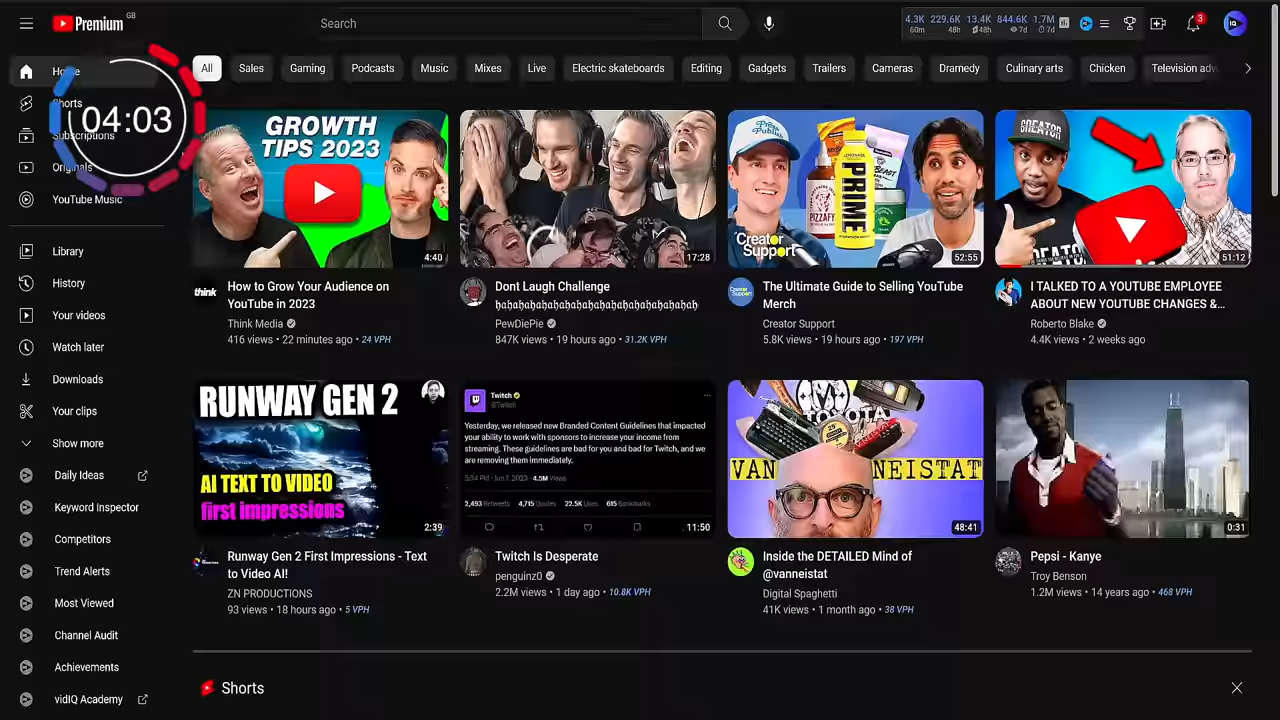 Premium GB
Search
4.3K 229.6K 13.4K 844.6K 1.7M
60m 48h 48h 7d 7d
3
Home
04:03
Shorts
Subscriptions
Originals
YouTube Music
Library
History
Your videos
Watch later
Downloads
Your clips
Show more
Daily Ideas
Keyword Inspector
Competitors
Trend Alerts
Most Viewed
Channel Audit
Achievements
vidIQ Academy
All Sales Gaming Podcasts Music Mixes Live Electric skateboards Editing Gadgets Trailers Cameras Dramedy Culinary arts Chicken Television adv
GROWTH
TIPS 2023
4:40
think
How to Grow Your Audience on
YouTube in 2023
Think Media
416 views • 22 minutes ago • 24 VPH
17:28
Dont Laugh Challenge
hahahahahahahahahahahahahahahahahahah
PewDiePie
847K views • 19 hours ago • 31.2K VPH
PRIME
Creator
Support
52:55
The Ultimate Guide to Selling YouTube
Merch
Creator Support
5.8K views • 19 hours ago • 197 VPH
CREATOR
51:12
I TALKED TO A YOUTUBE EMPLOYEE
ABOUT NEW YOUTUBE CHANGES &...
Roberto Blake
4.4K views • 2 weeks ago
RUNWAY GEN 2
AI TEXT TO VIDEO
first impressions
2:39
Runway Gen 2 First Impressions - Text
to Video AI!
ZN PRODUCTIONS
93 views • 18 hours ago • 5 VPH
Twitch
@Twitch
Yesterday, we released new Branded Content Guidelines that impacted
your ability to work with sponsors to increase your income from
streaming. These guidelines are bad for you and bad for Twitch, and we
are removing them immediately.
5:34 PM · Jun 7, 2023 · 4.5M Views
2,493 Retweets 4,715 Quotes 22.5K Likes 615 Bookmarks
11:50
Twitch Is Desperate
penguinz0
2.2M views • 1 day ago • 10.8K VPH
TOYOTA
VAN NEISTAT
48:41
Inside the DETAILED Mind of
@vanneistat
Digital Spaghetti
41K views • 1 month ago • 38 VPH
0:31
Pepsi - Kanye
Troy Benson
1.2M views • 14 years ago • 468 VPH
Shorts